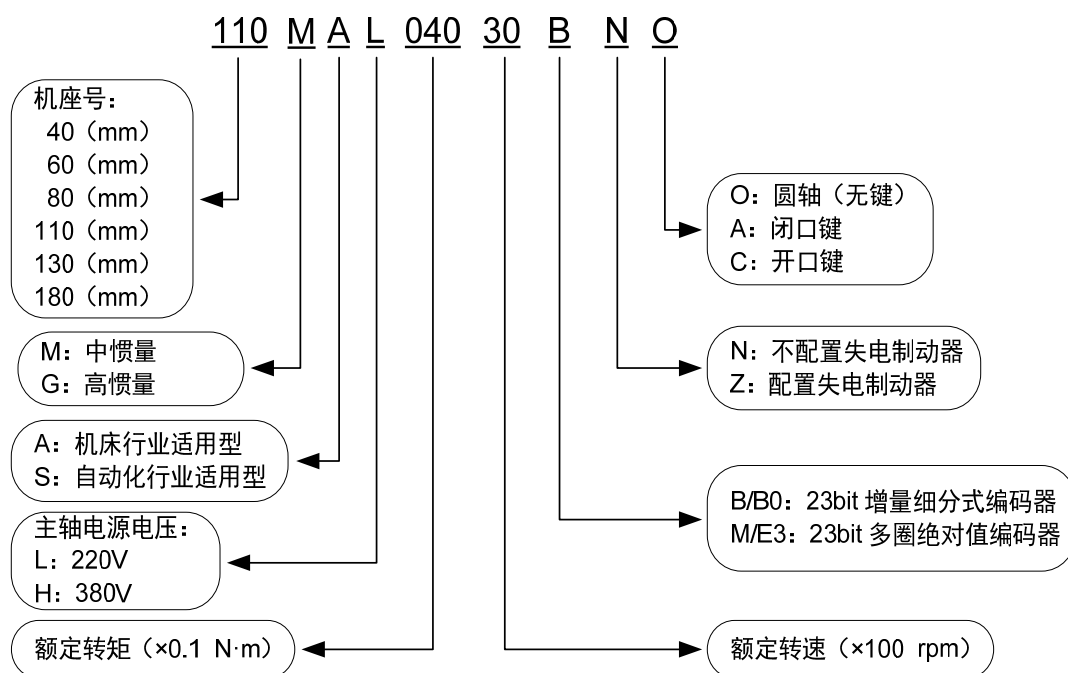 110 M A L 040 30 B N O
机座号：
40（mm）
60（mm）
80（mm）
110（mm）
130（mm）
180（mm）
M：中惯量
G：高惯量
A：机床行业适用型
S：自动化行业适用型
主轴电源电压：
L：220V
H：380V
额定转矩（×0.1 N·m）
O：圆轴（无键）
A：闭口键
C：开口键
N：不配置失电制动器
Z：配置失电制动器
B/B0：23bit 增量细分式编码器
M/E3：23bit 多圈绝对值编码器
额定转速（×100 rpm）